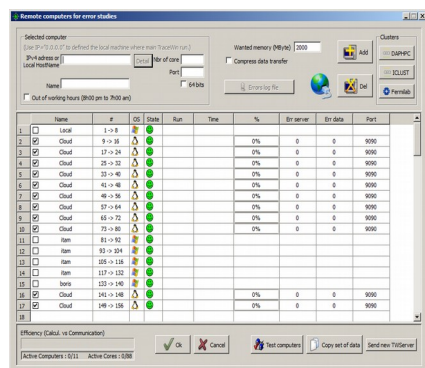 Remote computers for error studies
Selected computer
(Use IP="0.0.0.0" to defined the local machine where main TraceWin run.)
IPv4 adress or
Local HostName
Detail
Nbr of core
Port
Name
64 bits
Out of working hours (8h00 pm to 7h00 am)
Wanted memory (MByte) 2000
Compress data transfer
Errors log file
Add
Del
Clusters
DAPHPC
ICLUST
Fermilab
Name # OS State Run Time % Err server Err data Port
1 Local 1 -> 8
2 Cloud 9 -> 16 0% 0 0 9090
3 Cloud 17 -> 24 0% 0 0 9090
4 Cloud 25 -> 32 0% 0 0 9090
5 Cloud 33 -> 40 0% 0 0 9090
6 Cloud 41 -> 48 0% 0 0 9090
7 Cloud 49 -> 56 0% 0 0 9090
8 Cloud 57 -> 64 0% 0 0 9090
9 Cloud 65 -> 72 0% 0 0 9090
10 Cloud 73 -> 80 0% 0 0 9090
11 itam 81 -> 92
12 itam 93 -> 104
13 itam 105 -> 116
14 itam 117 -> 132
15 boris 133 -> 140
16 Cloud 141 -> 148 0% 0 0 9090
17 Cloud 149 -> 156 0% 0 0 9090
18
Efficiency (Calcul. vs Communication)
Active Computers : 0/11 Active Cores : 0/88
Ok
Cancel
Test computers
Copy set of data
Send new TWServer